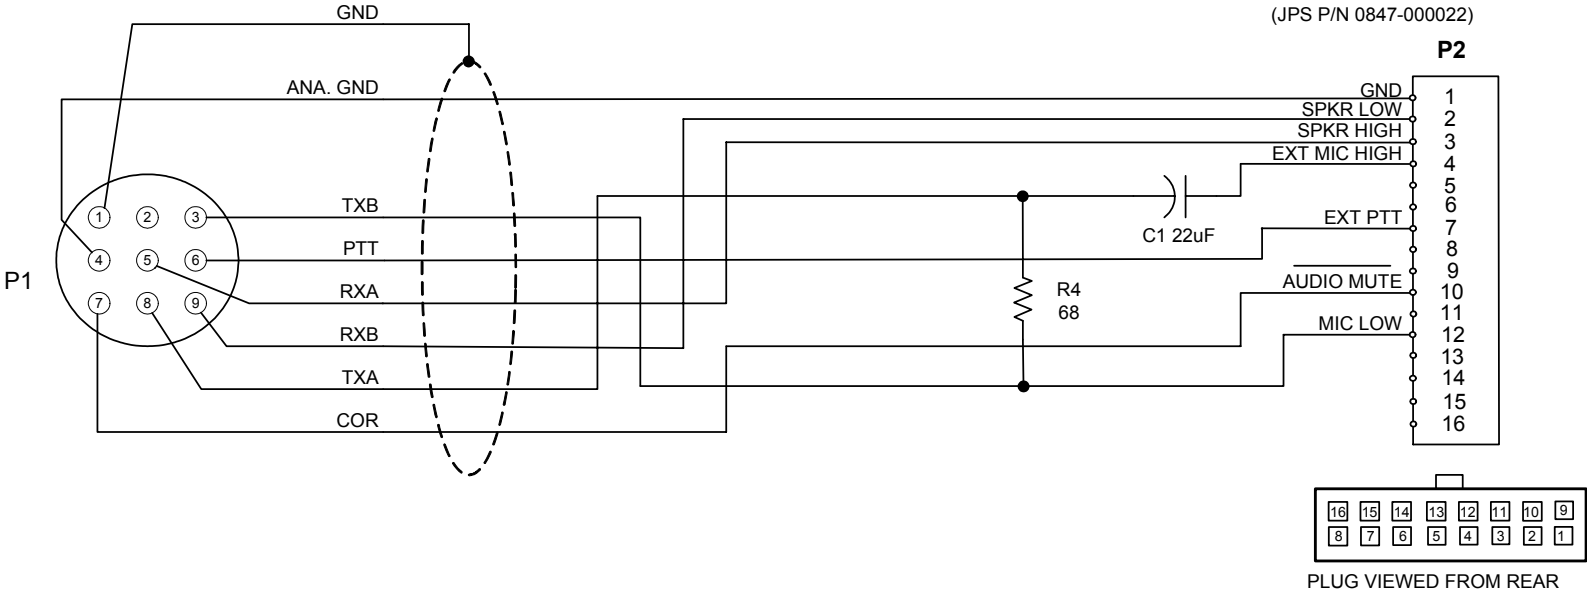 (JPS P/N 0847-000022)
P2
GND
ANA. GND
TXB
PTT
RXA
RXB
TXA
COR
P1
1 2 3
4 5 6
7 8 9
C1 22uF
R4
68
GND 1
SPKR LOW 2
SPKR HIGH 3
EXT MIC HIGH 4
5
6
EXT PTT 7
8
9
AUDIO MUTE 10
11
MIC LOW 12
13
14
15
16
16 15 14 13 12 11 10 9
8 7 6 5 4 3 2 1
PLUG VIEWED FROM REAR